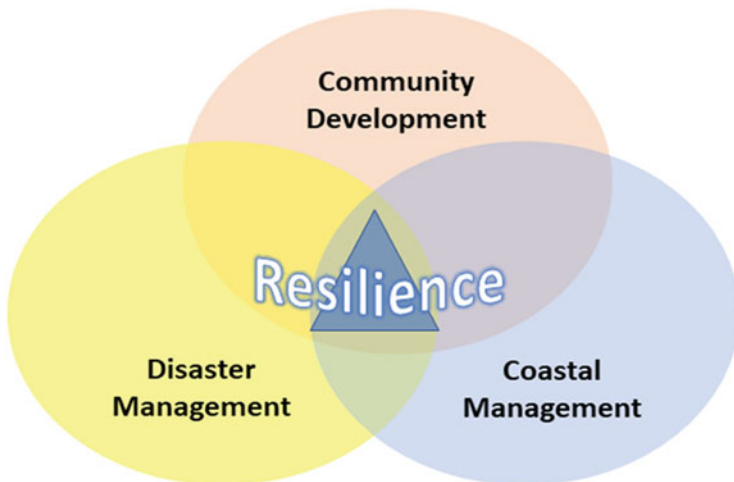 Community
Development
Resilience
Disaster
Management
Coastal
Management